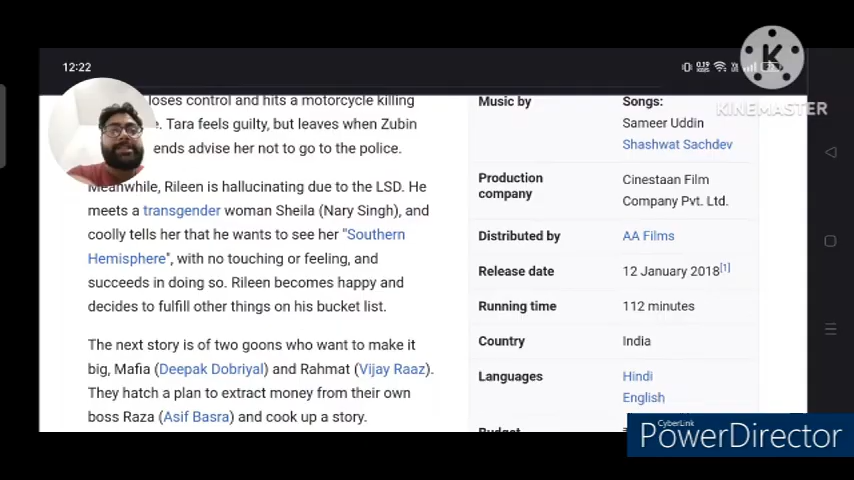 12:22
0.19
KINEMASTER
loses control and hits a motorcycle killing
e. Tara feels guilty, but leaves when Zubin
ends advise her not to go to the police.
Meanwhile, Rileen is hallucinating due to the LSD. He
meets a transgender woman Sheila (Nary Singh), and
coolly tells her that he wants to see her "Southern
Hemisphere", with no touching or feeling, and
succeeds in doing so. Rileen becomes happy and
decides to fulfill other things on his bucket list.
The next story is of two goons who want to make it
big, Mafia (Deepak Dobriyal) and Rahmat (Vijay Raaz).
They hatch a plan to extract money from their own
boss Raza (Asif Basra) and cook up a story.
Music by
Songs:
Sameer Uddin
Shashwat Sachdev
Production
company
Cinestaan Film
Company Pvt. Ltd.
Distributed by
AA Films
Release date
12 January 2018[1]
Running time
112 minutes
Country
India
Languages
Hindi
English
CyberLink
PowerDirector